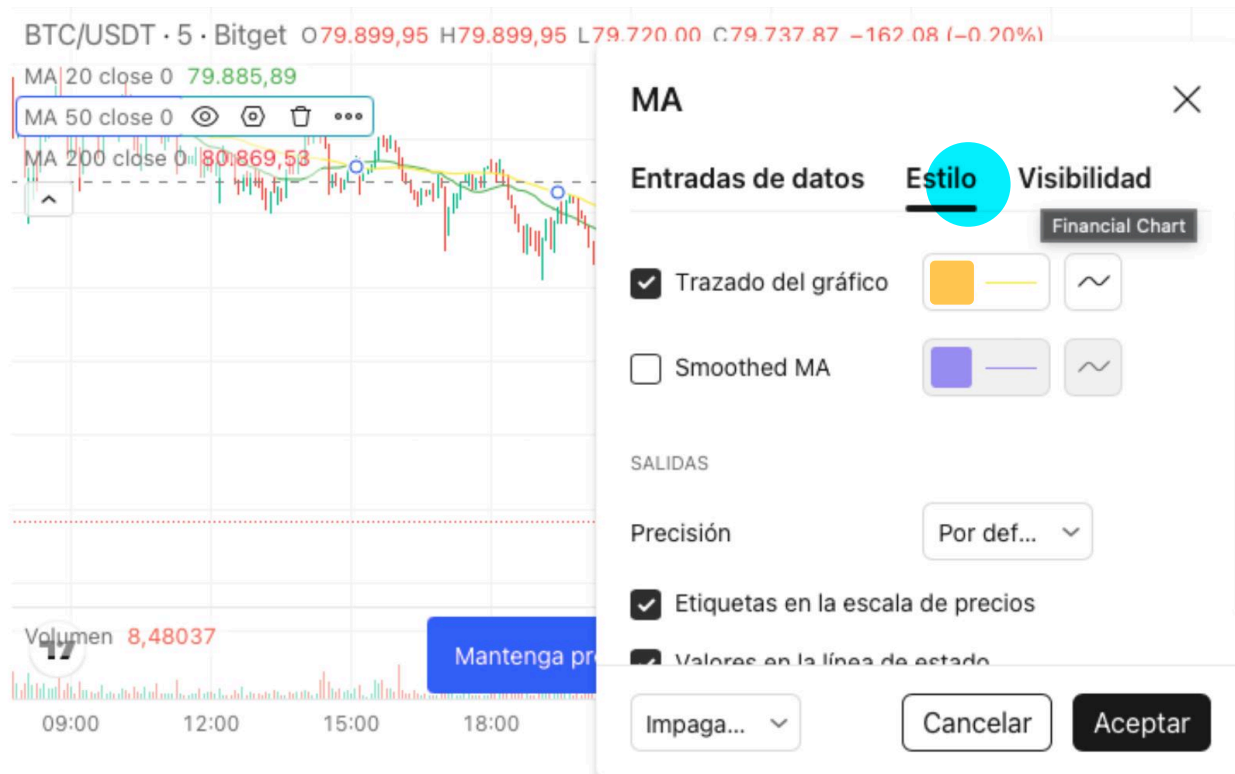 BTC/USDT · 5 · Bitget O79.899,95 H79.899,95 L79.720,00 C79.737,87 −162,08 (−0,20%)
MA 20 close 0 79.885,89
MA 50 close 0
MA 200 close 0 80.869,53
MA
Entradas de datos Estilo Visibilidad
Financial Chart
Trazado del gráfico
Smoothed MA
SALIDAS
Precisión Por def...
Etiquetas en la escala de precios
Valores en la línea de estado
Volumen 8,48037
Mantenga pr
09:00 12:00 15:00 18:00
Impaga... Cancelar Aceptar